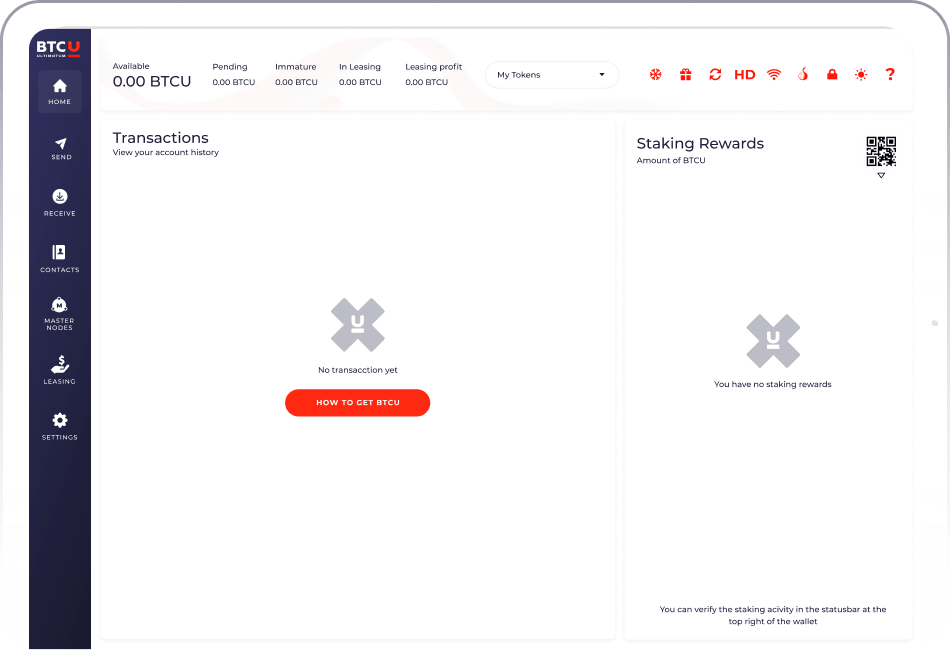 BTCU
ULTIMATUM
HOME
SEND
RECEIVE
CONTACTS
MASTER
NODES
LEASING
SETTINGS
Available
0.00 BTCU
Pending
0.00 BTCU
Immature
0.00 BTCU
In Leasing
0.00 BTCU
Leasing profit
0.00 BTCU
My Tokens
HD
?
Transactions
View your account history
U
No transacction yet
HOW TO GET BTCU
Staking Rewards
Amount of BTCU
U
You have no staking rewards
You can verify the staking acivity in the statusbar at the
top right of the wallet